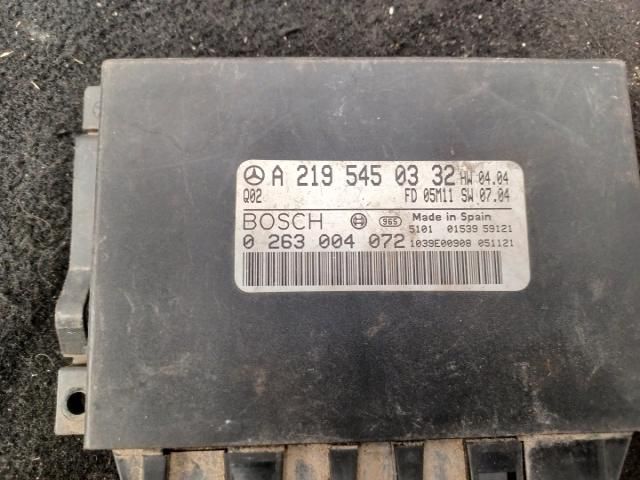 A 219 545 03 32 HW 04.04
Q02 FD 05M11 SW 07.04
BOSCH 965 Made in Spain
5101 01539 59121
0 263 004 072 1039E00908 051121